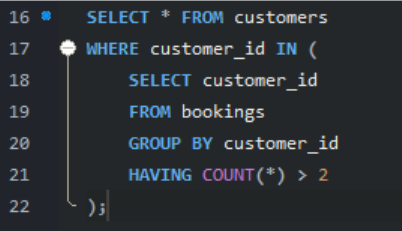 16 SELECT * FROM customers
17 WHERE customer_id IN (
18     SELECT customer_id
19     FROM bookings
20     GROUP BY customer_id
21     HAVING COUNT(*) > 2
22 );